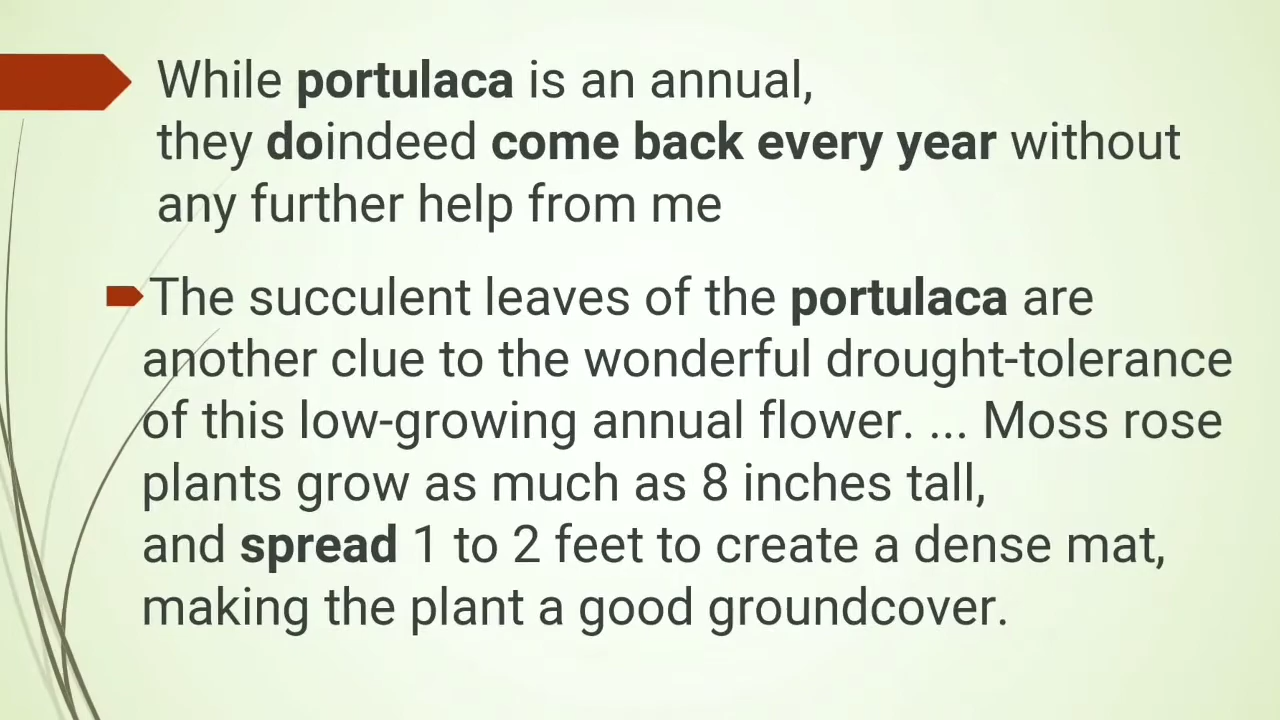 While portulaca is an annual,
they doindeed come back every year without
any further help from me
The succulent leaves of the portulaca are
another clue to the wonderful drought-tolerance
of this low-growing annual flower. ... Moss rose
plants grow as much as 8 inches tall,
and spread 1 to 2 feet to create a dense mat,
making the plant a good groundcover.